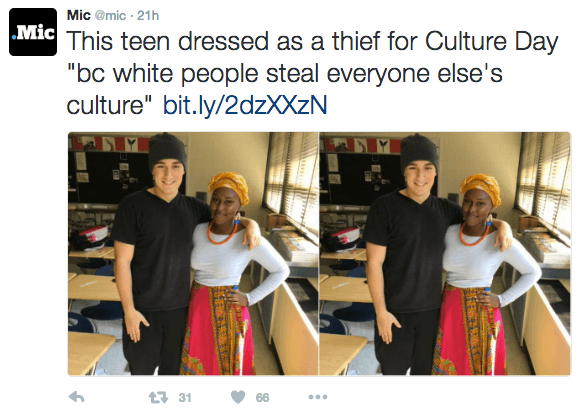 .Mic
Mic @mic · 21h
This teen dressed as a thief for Culture Day
"bc white people steal everyone else's
culture" bit.ly/2dzXXzN
31
66